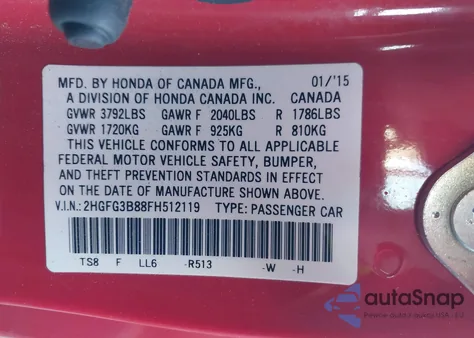 MFD. BY HONDA OF CANADA MFG., 01/'15
A DIVISION OF HONDA CANADA INC. CANADA
GVWR 3792LBS GAWR F 2040LBS R 1786LBS
GVWR 1720KG GAWR F 925KG R 810KG
THIS VEHICLE CONFORMS TO ALL APPLICABLE
FEDERAL MOTOR VEHICLE SAFETY, BUMPER,
AND THEFT PREVENTION STANDARDS IN EFFECT
ON THE DATE OF MANUFACTURE SHOWN ABOVE.
V.I.N.: 2HGFG3B88FH512119 TYPE: PASSENGER CAR
TS8 F LL6 -R513 -W -H
autoSnap